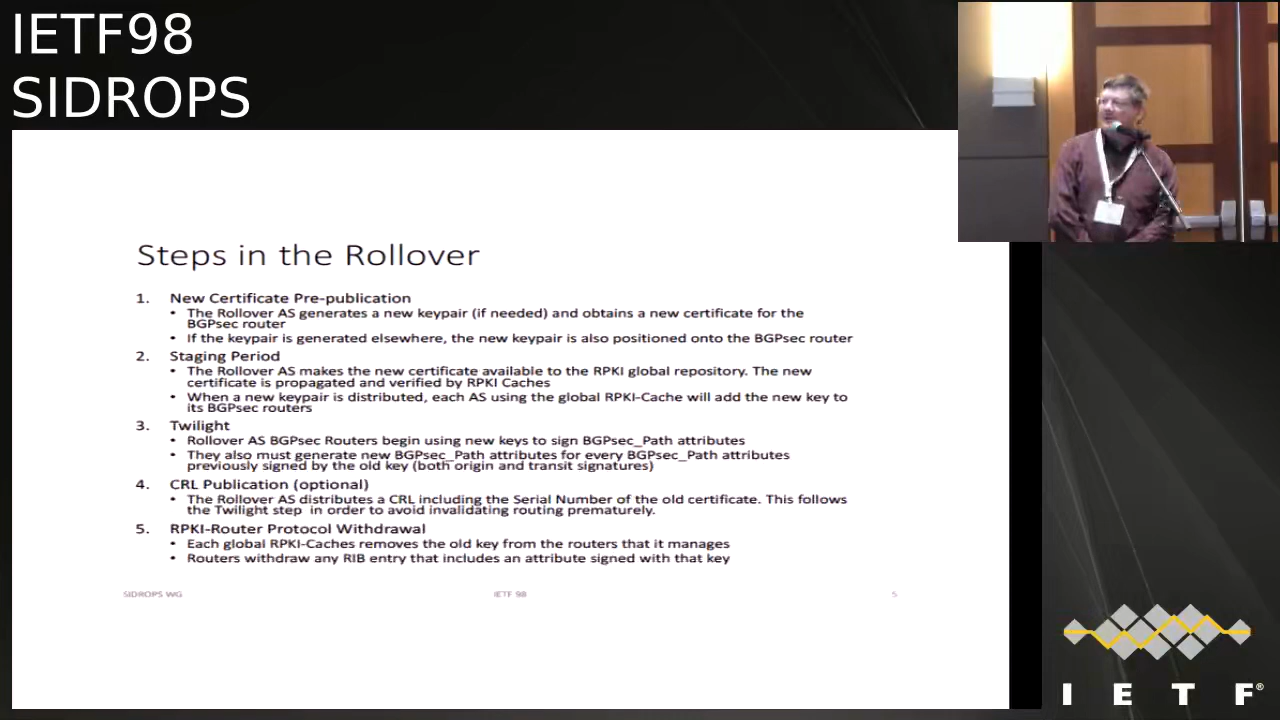 IETF98
SIDROPS
Steps in the Rollover
1. New Certificate Pre-publication
• The Rollover AS generates a new keypair (if needed) and obtains a new certificate for the
BGPsec router
• If the keypair is generated elsewhere, the new keypair is also positioned onto the BGPsec router
2. Staging Period
• The Rollover AS makes the new certificate available to the RPKI global repository. The new
certificate is propagated and verified by RPKI Caches
• When a new keypair is distributed, each AS using the global RPKI-Cache will add the new key to
its BGPsec routers
3. Twilight
• Rollover AS BGPsec Routers begin using new keys to sign BGPsec_Path attributes
• They also must generate new BGPsec_Path attributes for every BGPsec_Path attributes
previously signed by the old key (both origin and transit signatures)
4. CRL Publication (optional)
• The Rollover AS distributes a CRL including the Serial Number of the old certificate. This follows
the Twilight step in order to avoid invalidating routing prematurely.
5. RPKI-Router Protocol Withdrawal
• Each global RPKI-Caches removes the old key from the routers that it manages
• Routers withdraw any RIB entry that includes an attribute signed with that key
SIDROPS WG IETF 98 5
I E T F®